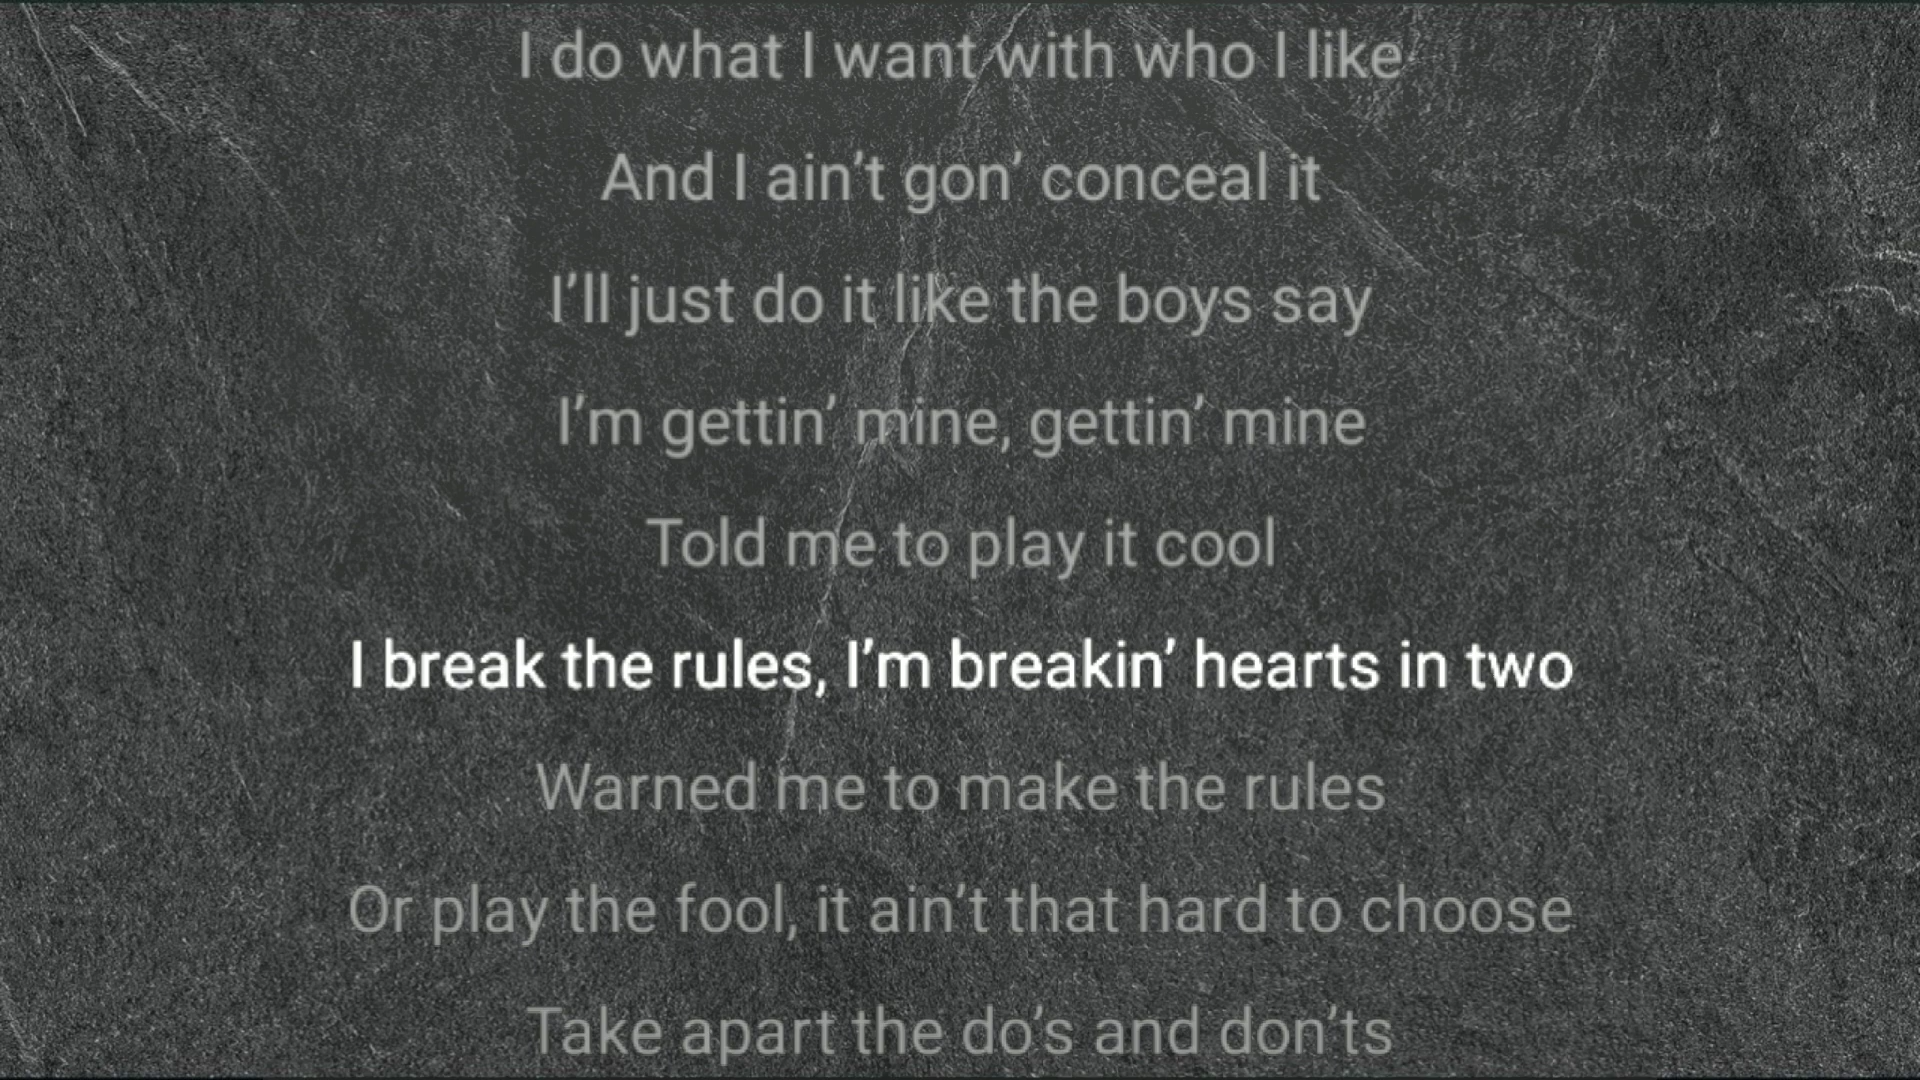 I do what I want with who I like
And I ain’t gon’ conceal it
I’ll just do it like the boys say
I’m gettin’ mine, gettin’ mine
Told me to play it cool
I break the rules, I’m breakin’ hearts in two
Warned me to make the rules
Or play the fool, it ain’t that hard to choose
Take apart the do’s and don’ts